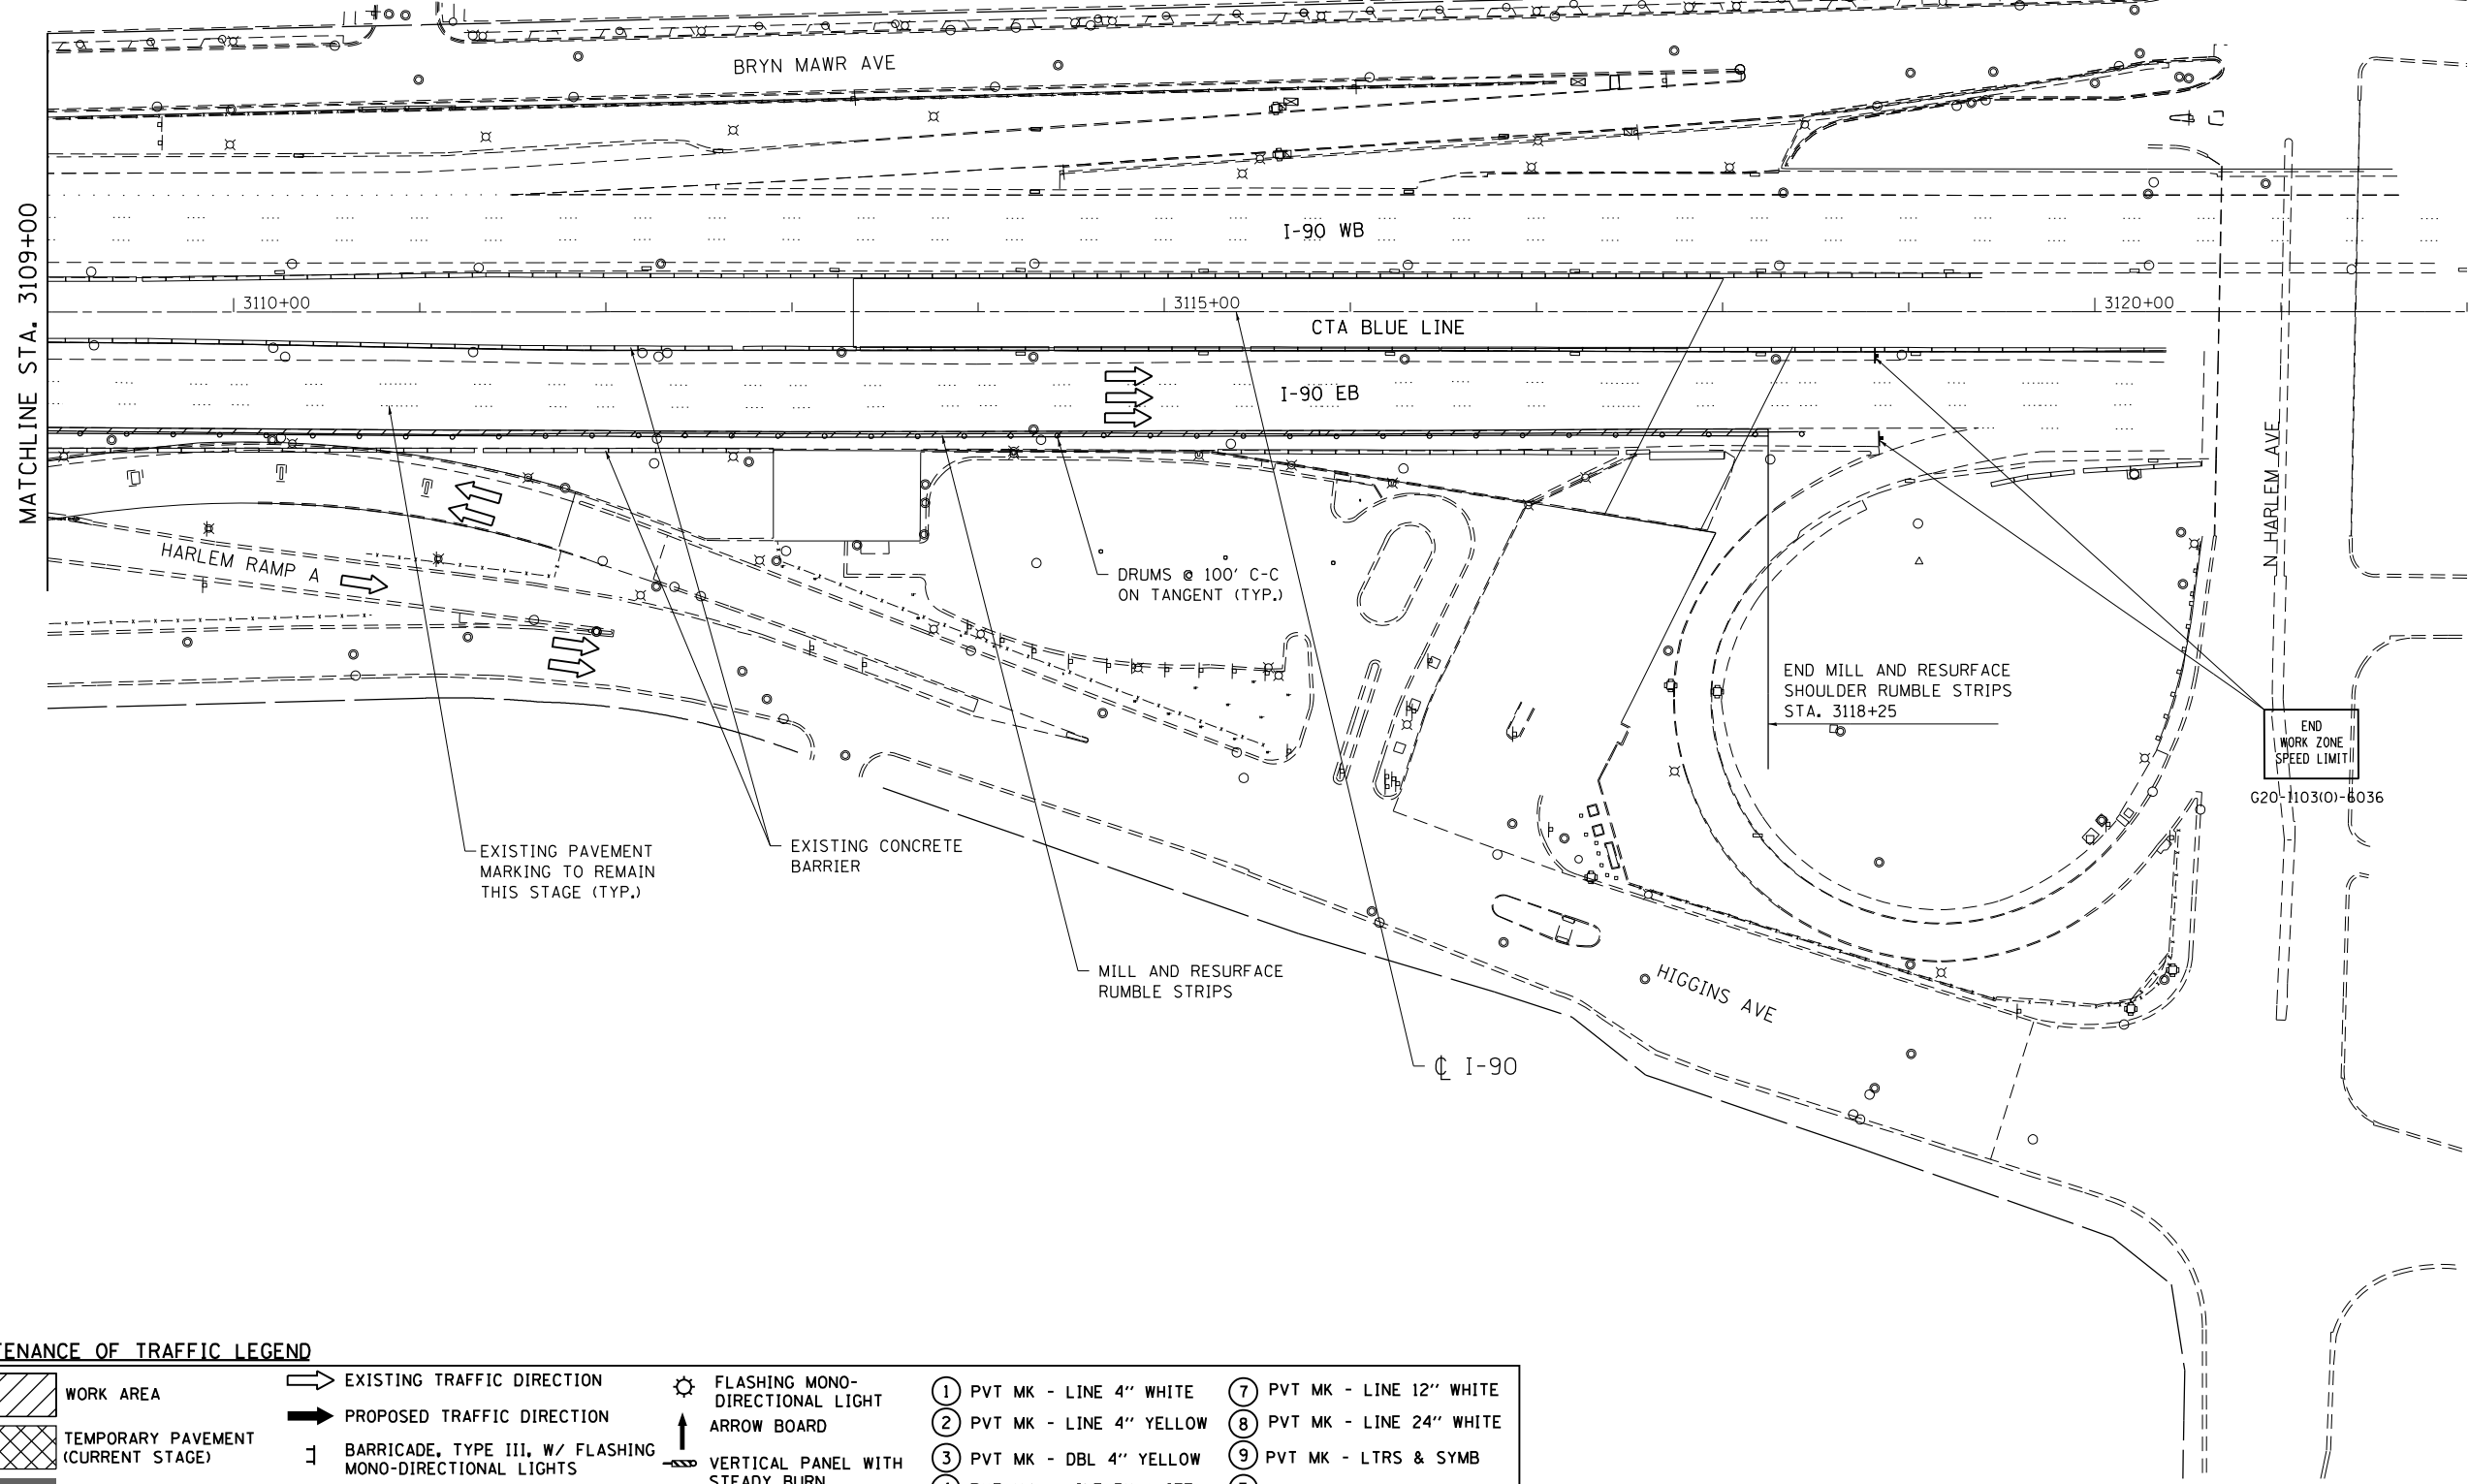 BRYN MAWR AVE
MATCHLINE STA. 3109+00
I-90 WB
3110+00
3115+00
3120+00
CTA BLUE LINE
I-90 EB
N HARLEM AVE
HARLEM RAMP A
DRUMS @ 100' C-C
ON TANGENT (TYP.)
END MILL AND RESURFACE
SHOULDER RUMBLE STRIPS
STA. 3118+25
END
WORK ZONE
SPEED LIMIT
G20-1103(0)-6036
EXISTING PAVEMENT
MARKING TO REMAIN
THIS STAGE (TYP.)
EXISTING CONCRETE
BARRIER
MILL AND RESURFACE
RUMBLE STRIPS
HIGGINS AVE
℄ I-90
TENANCE OF TRAFFIC LEGEND
WORK AREA
TEMPORARY PAVEMENT
(CURRENT STAGE)
EXISTING TRAFFIC DIRECTION
PROPOSED TRAFFIC DIRECTION
BARRICADE, TYPE III, W/ FLASHING
MONO-DIRECTIONAL LIGHTS
FLASHING MONO-
DIRECTIONAL LIGHT
ARROW BOARD
VERTICAL PANEL WITH
STEADY BURN
1 PVT MK - LINE 4" WHITE
2 PVT MK - LINE 4" YELLOW
3 PVT MK - DBL 4" YELLOW
7 PVT MK - LINE 12" WHITE
8 PVT MK - LINE 24" WHITE
9 PVT MK - LTRS & SYMB